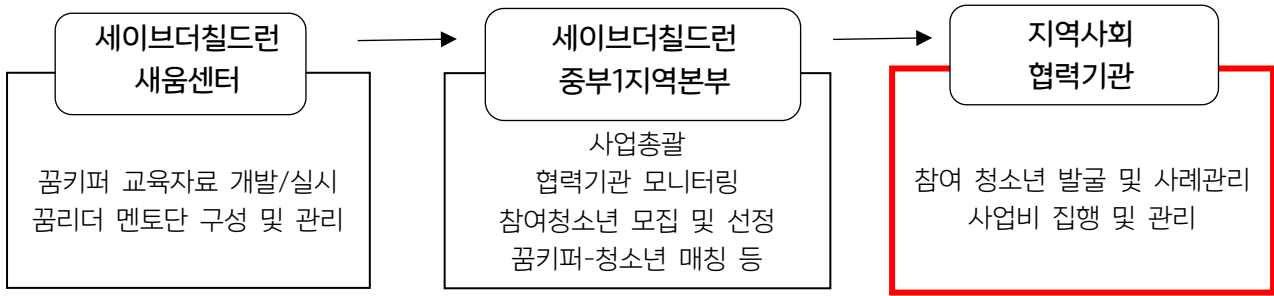 세이브더칠드런
새움센터
꿈키퍼 교육자료 개발/실시
꿈리더 멘토단 구성 및 관리
세이브더칠드런
중부1지역본부
사업총괄
협력기관 모니터링
참여청소년 모집 및 선정
꿈키퍼-청소년 매칭 등
지역사회
협력기관
참여 청소년 발굴 및 사례관리
사업비 집행 및 관리